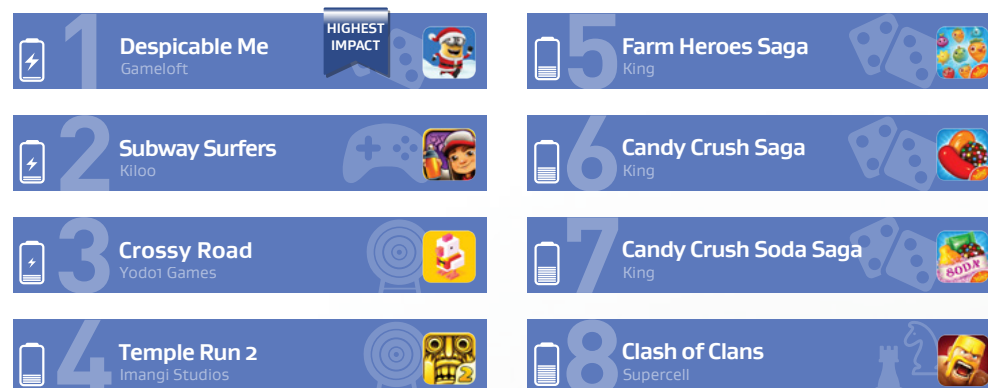 1
Despicable Me
Gameloft
HIGHEST
IMPACT
2
Subway Surfers
Kiloo
3
Crossy Road
Yodo1 Games
4
Temple Run 2
Imangi Studios
2
5
Farm Heroes Saga
King
6
Candy Crush Saga
King
7
Candy Crush Soda Saga
King
SODA
8
Clash of Clans
Supercell